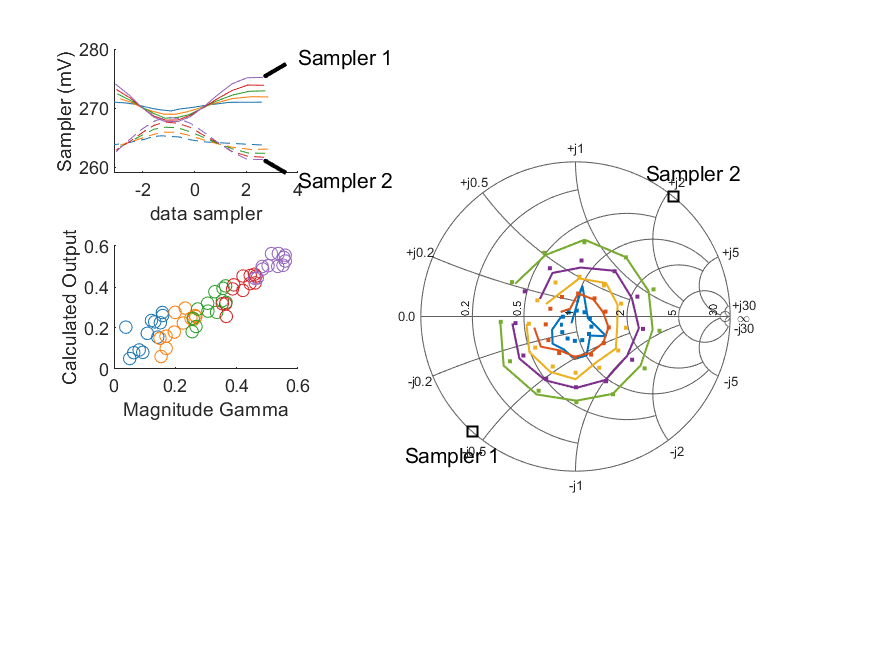 280
270
260
Sampler (mV)
-2
0
2
4
data sampler
Sampler 1
Sampler 2
0.6
0.4
0.2
0
Calculated Output
0
0.2
0.4
0.6
Magnitude Gamma
+j1
+j0.5
+j2
Sampler 2
+j0.2
+j5
0.0
0.2
0.5
1
2
5
30
+j30
∞
-j30
-j0.2
-j5
-j0.5
Sampler 1
-j2
-j1